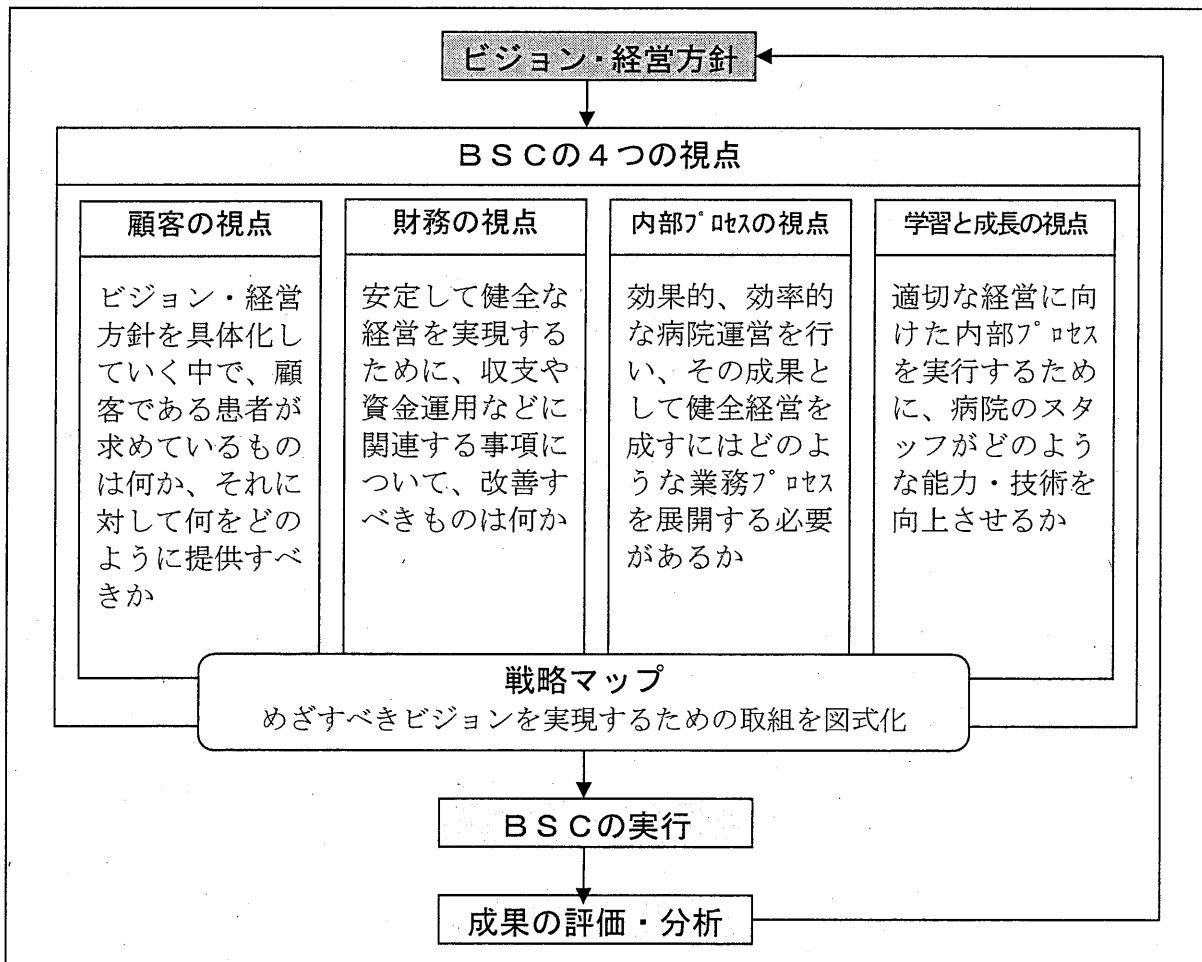 ビジョン・経営方針
BSCの4つの視点
顧客の視点
ビジョン・経営
方針を具体化し
ていく中で、顧
客である患者が
求めているもの
は何か、それに
対して何をどの
ように提供すべ
きか
財務の視点
安定して健全な
経営を実現する
ために、収支や
資金運用などに
関連する事項に
ついて、改善す
べきものは何か
内部プロセスの視点
効果的、効率的
な病院運営を行
い、その成果と
して健全経営を
成すにはどのよ
うな業務プロセス
を展開する必要
があるか
学習と成長の視点
適切な経営に向
けた内部プロセス
を実行するため
に、病院のスタ
ッフがどのよう
な能力・技術を
向上させるか
戦略マップ
めざすべきビジョンを実現するための取組を図式化
BSCの実行
成果の評価・分析